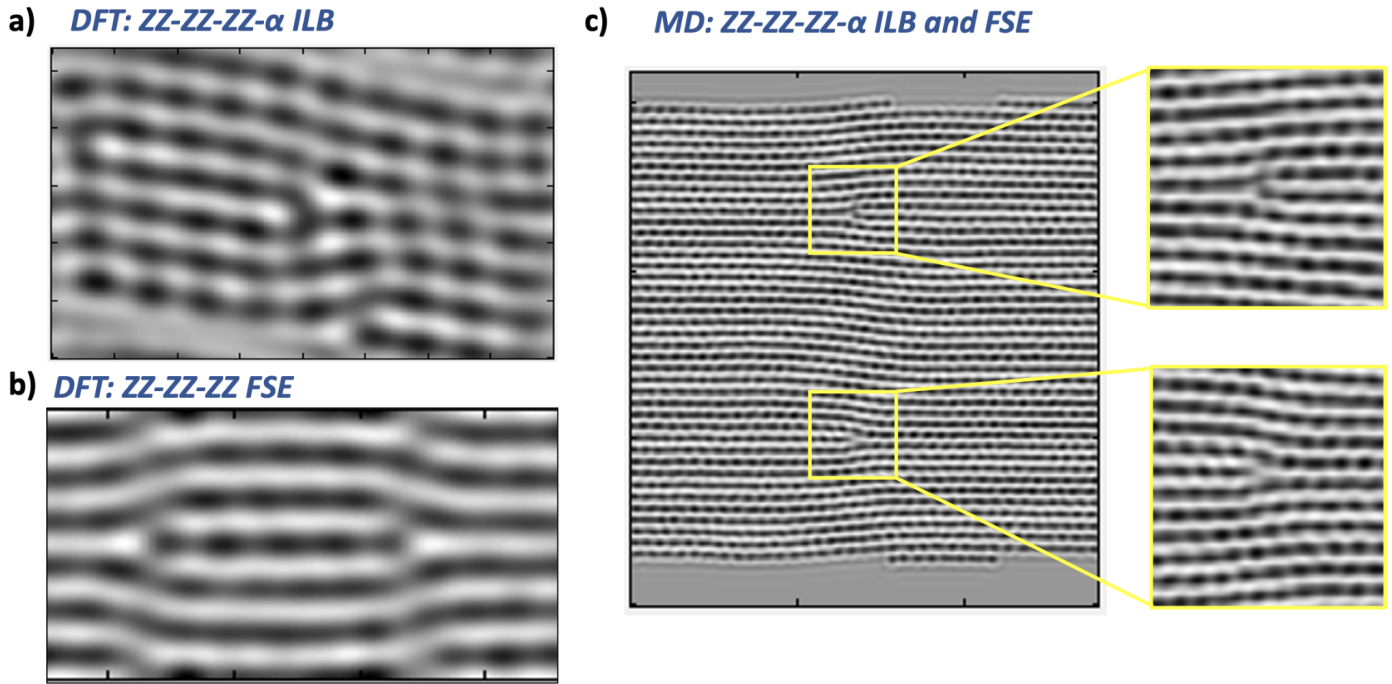 a) DFT: ZZ-ZZ-ZZ-α ILB
b) DFT: ZZ-ZZ-ZZ FSE
c) MD: ZZ-ZZ-ZZ-α ILB and FSE